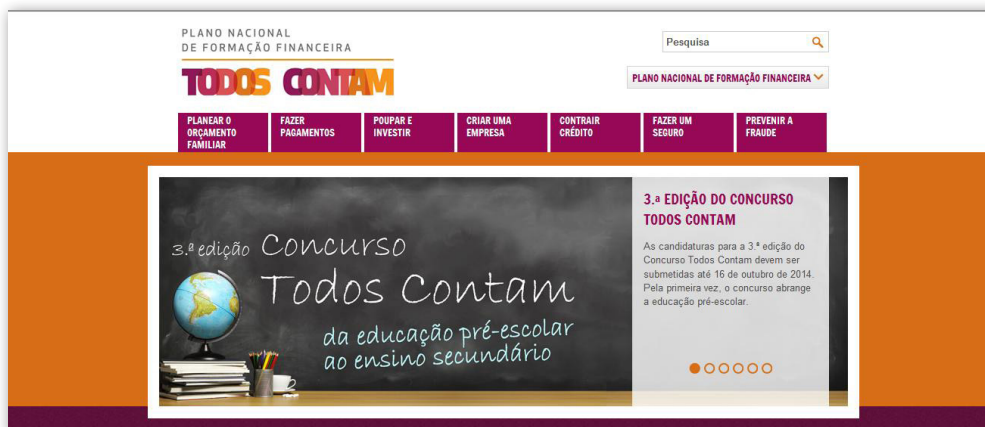 PLANO NACIONAL
DE FORMAÇÃO FINANCEIRA
TODOS CONTAM
Pesquisa
PLANO NACIONAL DE FORMAÇÃO FINANCEIRA
PLANEAR O
ORÇAMENTO
FAMILIAR
FAZER
PAGAMENTOS
POUPAR E
INVESTIR
CRIAR UMA
EMPRESA
CONTRAIR
CRÉDITO
FAZER UM
SEGURO
PREVENIR A
FRAUDE
3.ª edição Concurso
Todos Contam
da educação pré-escolar
ao ensino secundário
3.ª EDIÇÃO DO CONCURSO
TODOS CONTAM
As candidaturas para a 3.ª edição do
Concurso Todos Contam devem ser
submetidas até 16 de outubro de 2014.
Pela primeira vez, o concurso abrange
a educação pré-escolar.